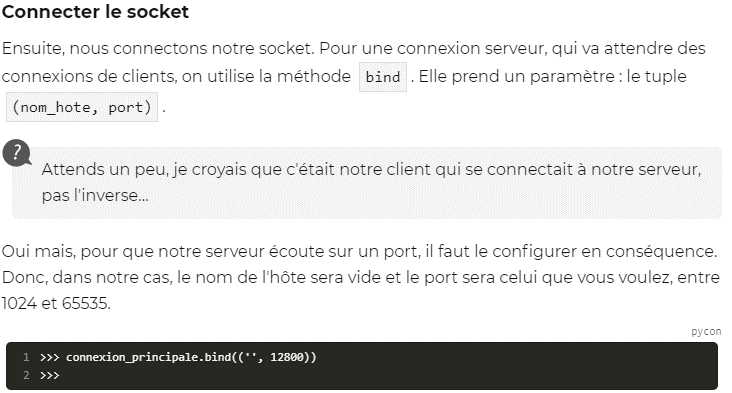 Connecter le socket
Ensuite, nous connectons notre socket. Pour une connexion serveur, qui va attendre des
connexions de clients, on utilise la méthode bind . Elle prend un paramètre : le tuple
(nom_hote, port) .
?
Attends un peu, je croyais que c'était notre client qui se connectait à notre serveur,
pas l'inverse...
Oui mais, pour que notre serveur écoute sur un port, il faut le configurer en conséquence.
Donc, dans notre cas, le nom de l'hôte sera vide et le port sera celui que vous voulez, entre
1024 et 65535.
pycon
1 >>> connexion_principale.bind(('', 12800))
2 >>>